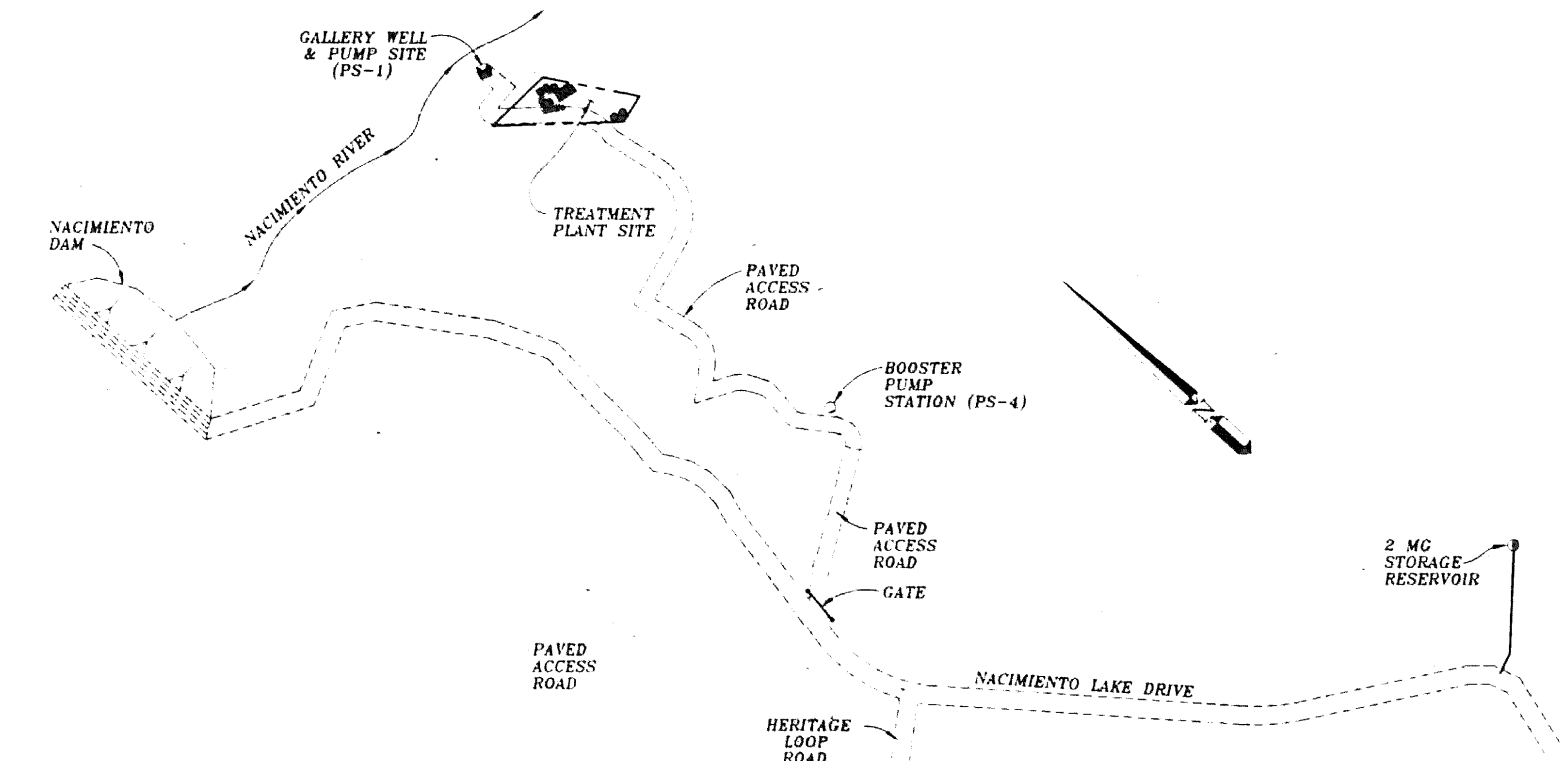 GALLERY WELL
& PUMP SITE
(PS-1)
NACIMIENTO RIVER
NACIMIENTO
DAM
TREATMENT
PLANT SITE
PAVED
ACCESS
ROAD
BOOSTER
PUMP
STATION (PS-4)
N
PAVED
ACCESS
ROAD
GATE
2 MG
STORAGE
RESERVOIR
PAVED
ACCESS
ROAD
NACIMIENTO LAKE DRIVE
HERITAGE
LOOP
ROAD